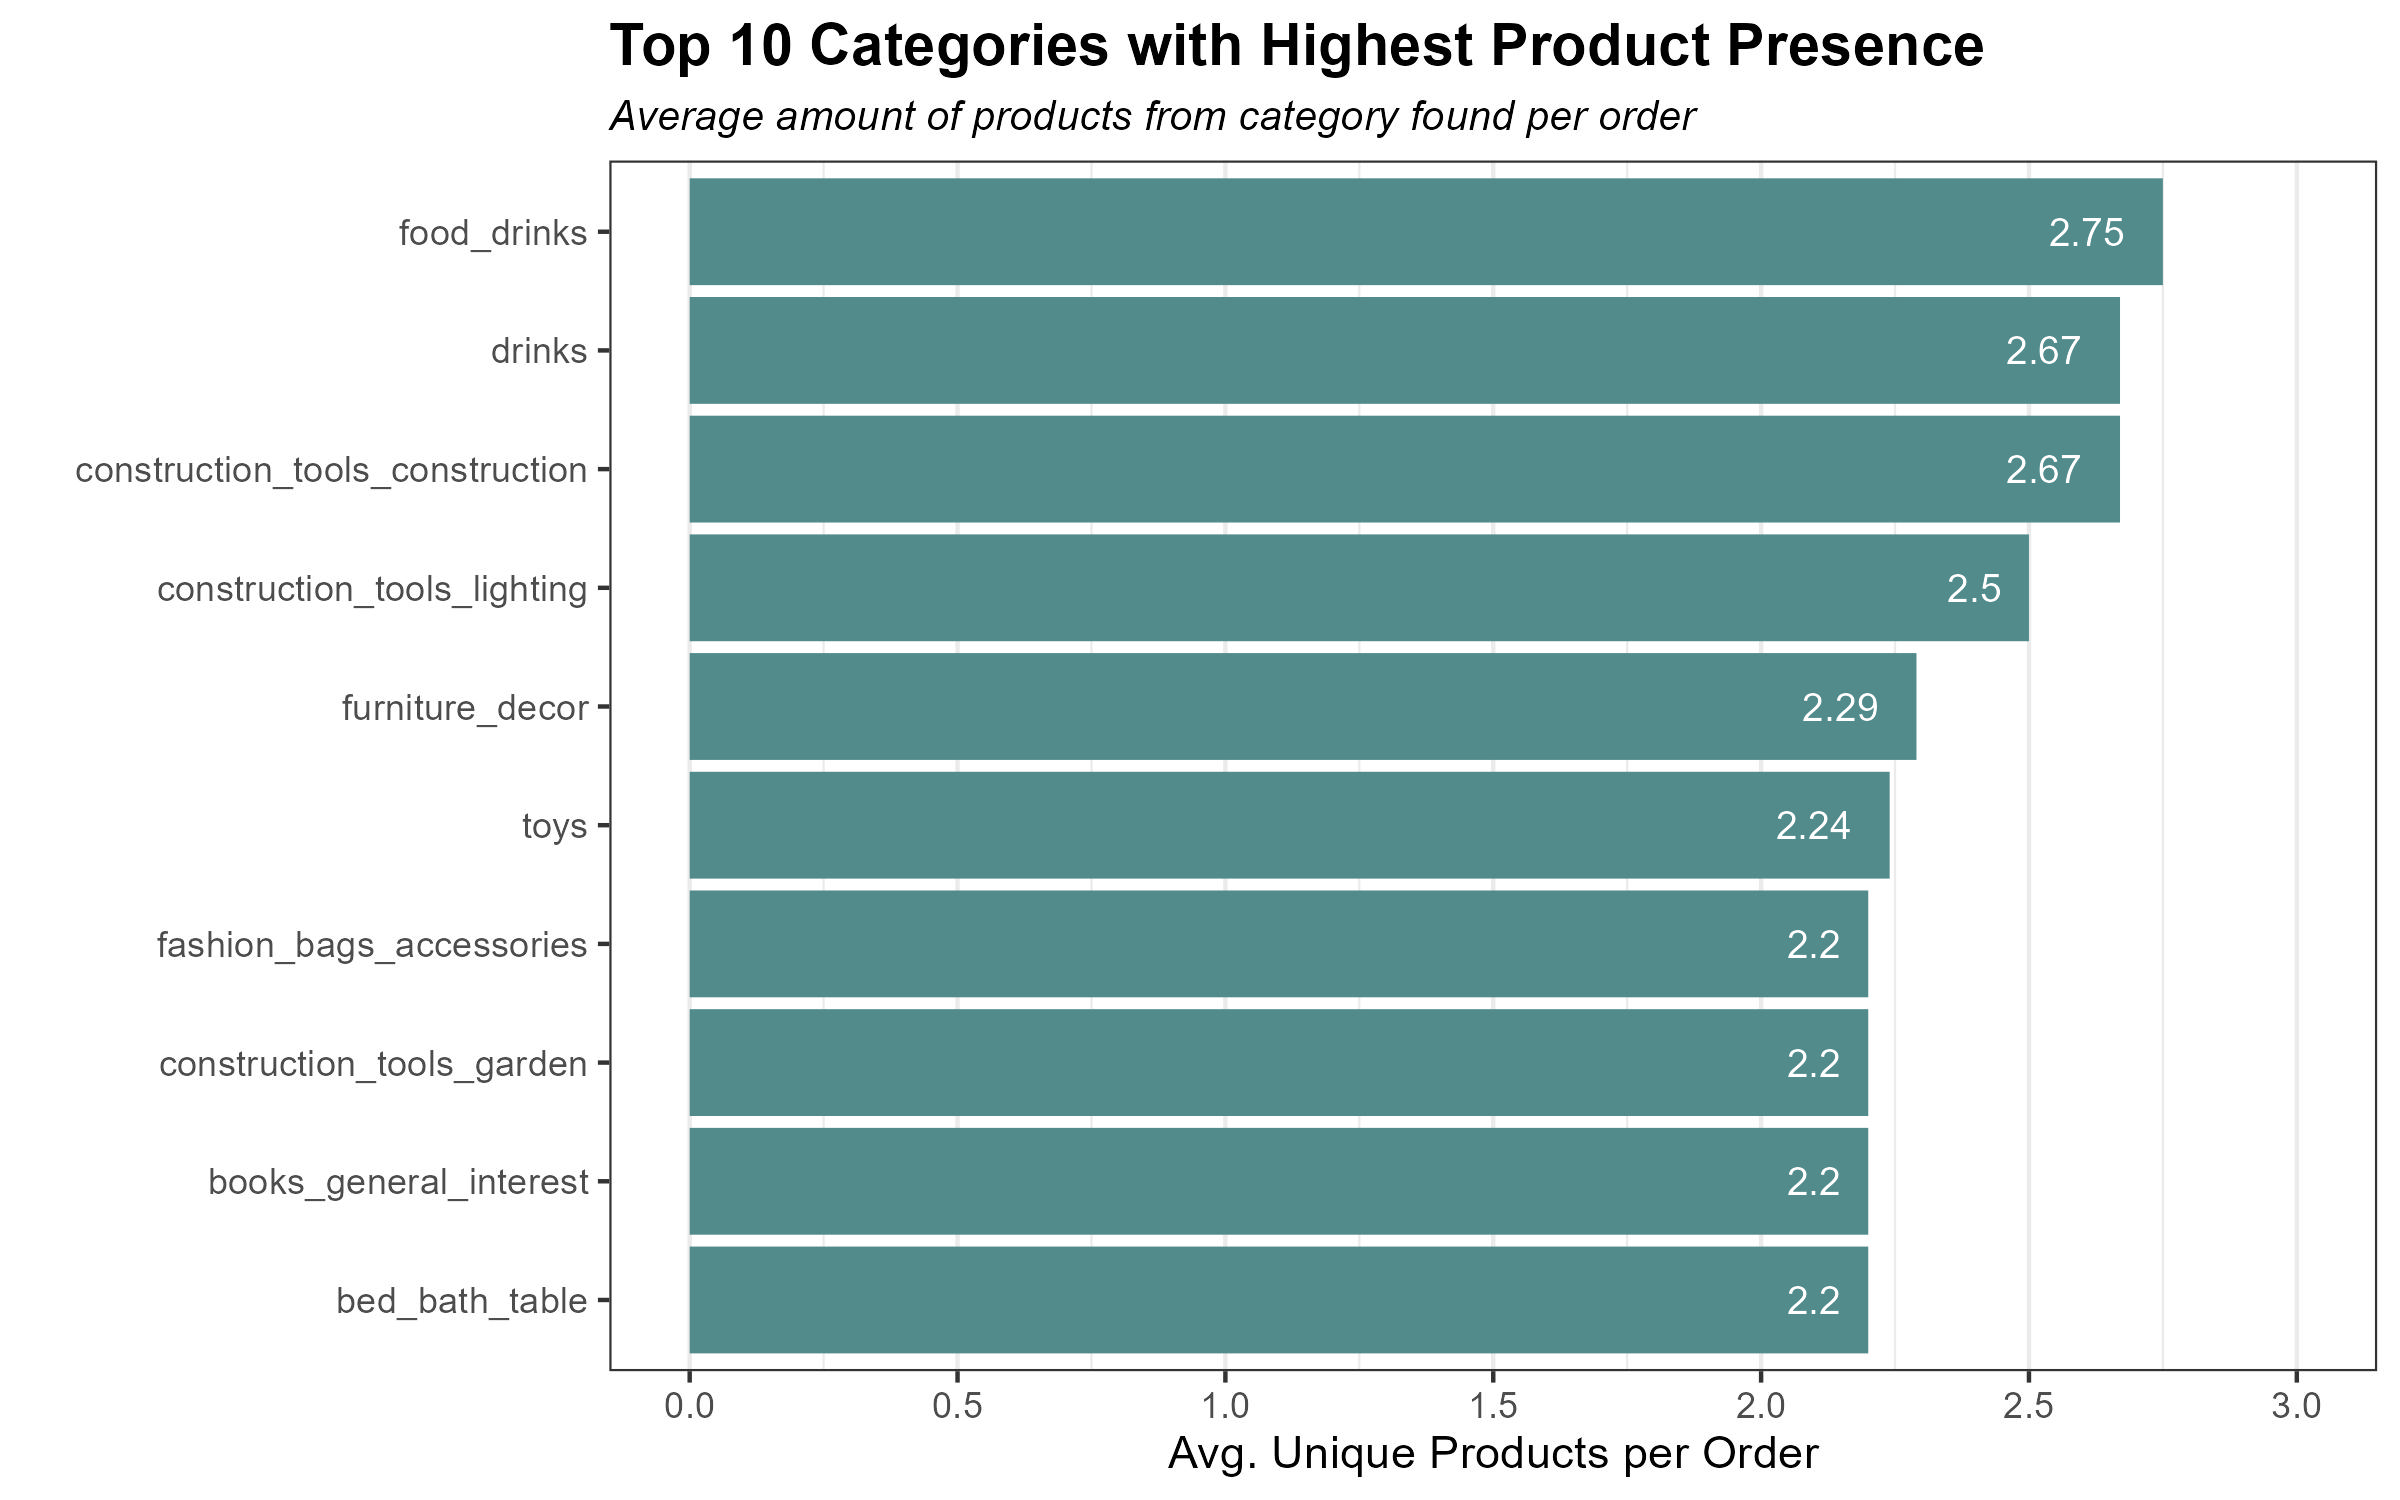 Top 10 Categories with Highest Product Presence
Average amount of products from category found per order
food_drinks 2.75
drinks 2.67
construction_tools_construction 2.67
construction_tools_lighting 2.5
furniture_decor 2.29
toys 2.24
fashion_bags_accessories 2.2
construction_tools_garden 2.2
books_general_interest 2.2
bed_bath_table 2.2
0.0 0.5 1.0 1.5 2.0 2.5 3.0
Avg. Unique Products per Order